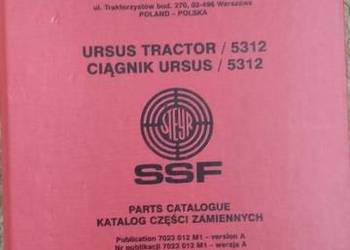 ul. Traktorzystów bud. 270, 02-495 Warszawa
POLAND - POLSKA
URSUS TRACTOR / 5312
CIĄGNIK URSUS / 5312
STEYR
SSF
PARTS CATALOGUE
KATALOG CZĘŚCI ZAMIENNYCH
Publication 7023 012 M1 - version A
Nr publikacji 7023 012 M1 - wersja A